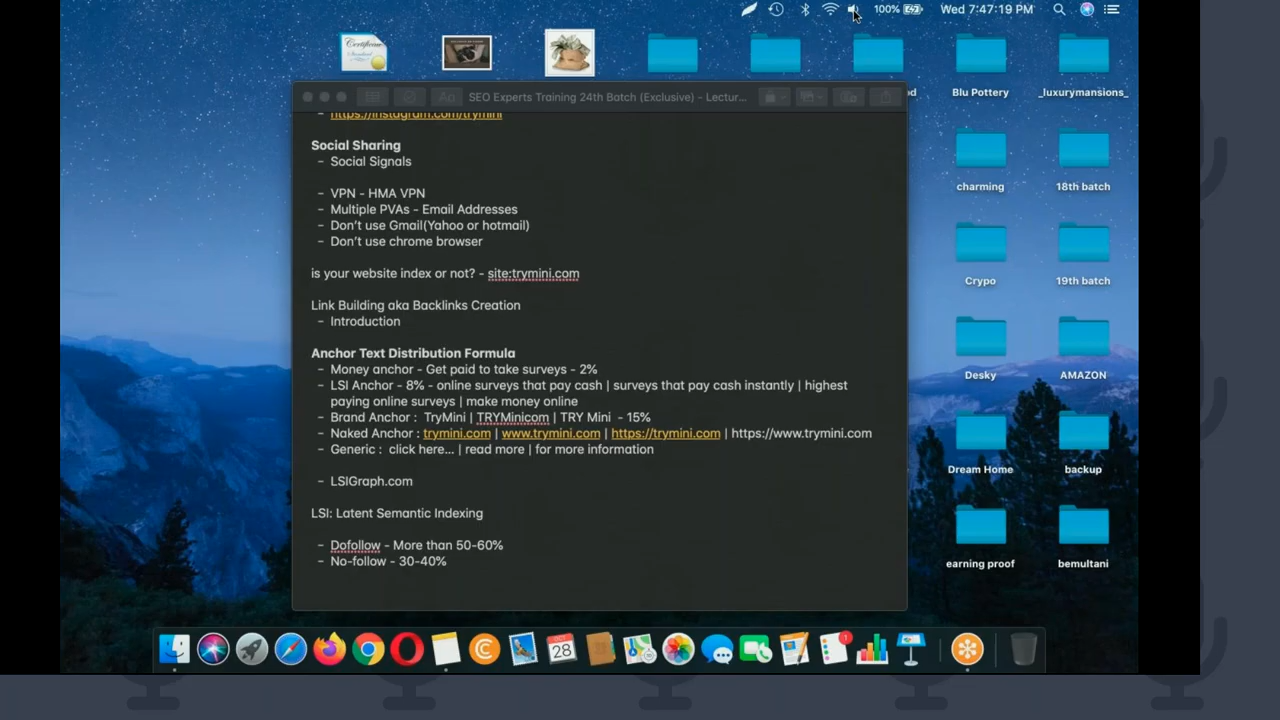 100%
Wed 7:47:19 PM
Certificate
Standard
SEO Experts Training 24th Batch (Exclusive) – Lectur...
https://instagram.com/trymini
Social Sharing
– Social Signals
– VPN - HMA VPN
– Multiple PVAs - Email Addresses
– Don't use Gmail(Yahoo or hotmail)
– Don't use chrome browser
is your website index or not? - site:trymini.com
Link Building aka Backlinks Creation
– Introduction
Anchor Text Distribution Formula
– Money anchor - Get paid to take surveys - 2%
– LSI Anchor - 8% - online surveys that pay cash | surveys that pay cash instantly | highest
paying online surveys | make money online
– Brand Anchor : TryMini | TRYMinicom | TRY Mini - 15%
– Naked Anchor : trymini.com | www.trymini.com | https://trymini.com | https://www.trymini.com
– Generic : click here... | read more | for more information
– LSIGraph.com
LSI: Latent Semantic Indexing
– Dofollow - More than 50-60%
– No-follow - 30-40%
Blu Pottery
_luxurymansions_
charming
18th batch
Crypo
19th batch
Desky
AMAZON
Dream Home
backup
earning proof
bemultani
OCT
28
1